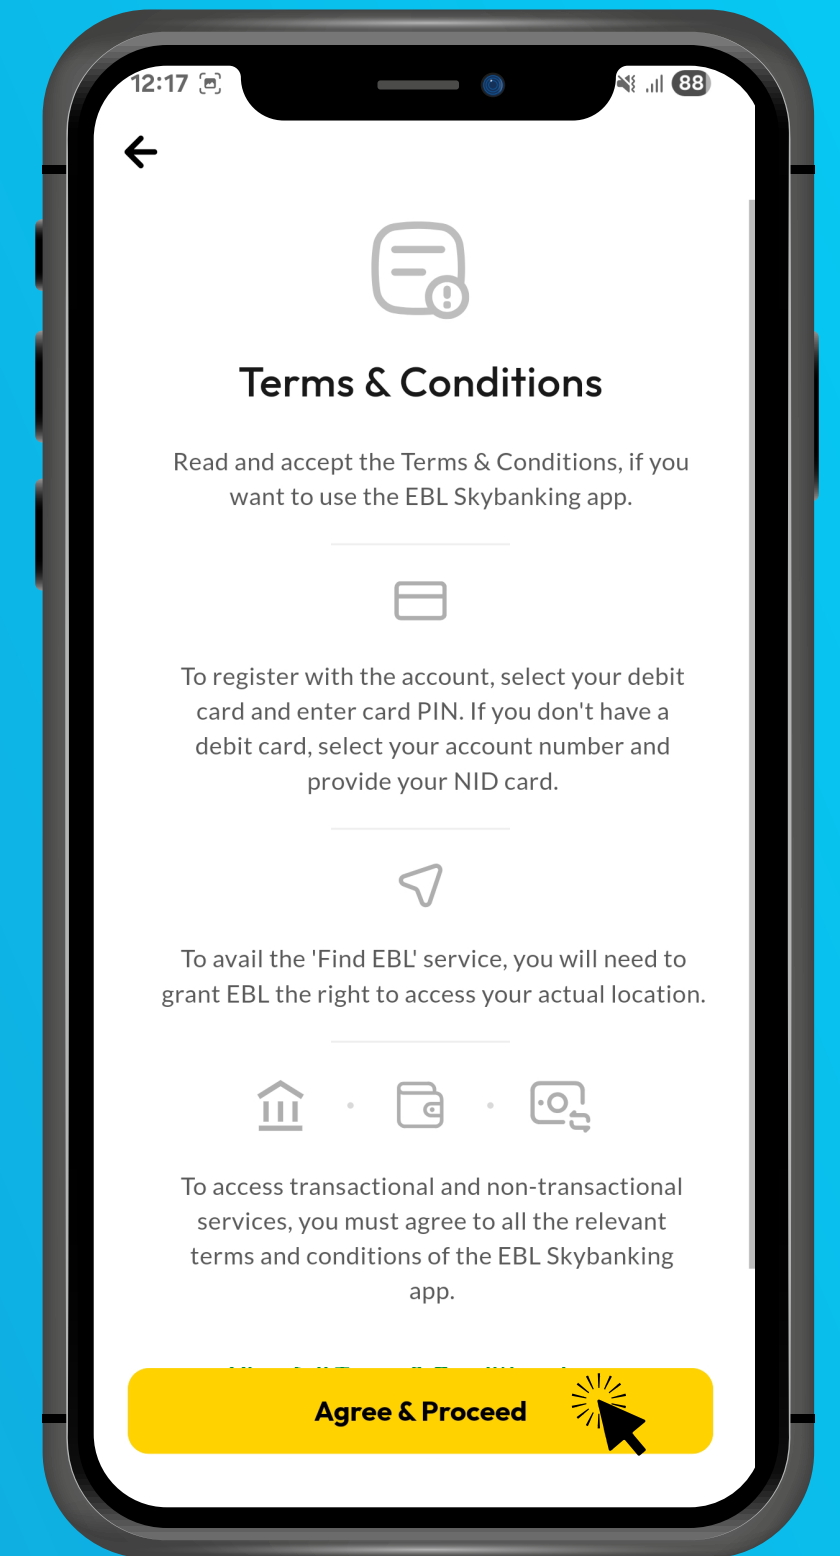 12:17
88
Terms & Conditions
Read and accept the Terms & Conditions, if you
want to use the EBL Skybanking app.
To register with the account, select your debit
card and enter card PIN. If you don't have a
debit card, select your account number and
provide your NID card.
To avail the 'Find EBL' service, you will need to
grant EBL the right to access your actual location.
To access transactional and non-transactional
services, you must agree to all the relevant
terms and conditions of the EBL Skybanking
app.
Agree & Proceed